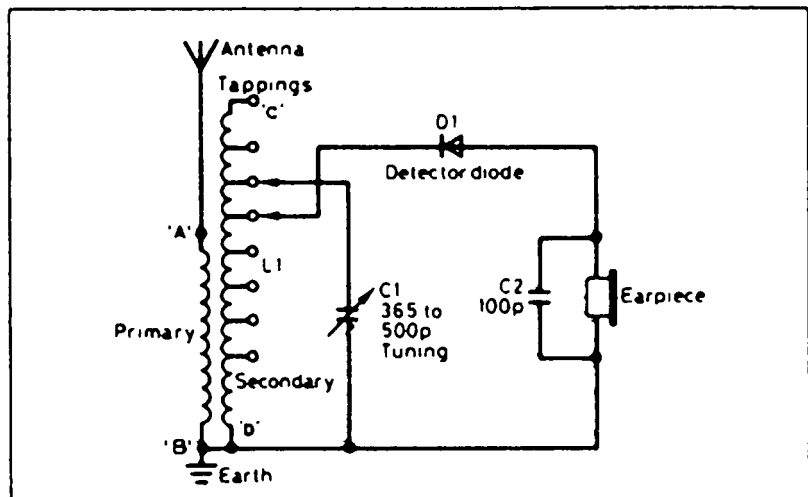 Antenna
Tappings
'C'
D1
Detector diode
'A'
L1
C1
365 to
500p
Tuning
C2
100p
Earpiece
Primary
Secondary
'D'
'B'
Earth